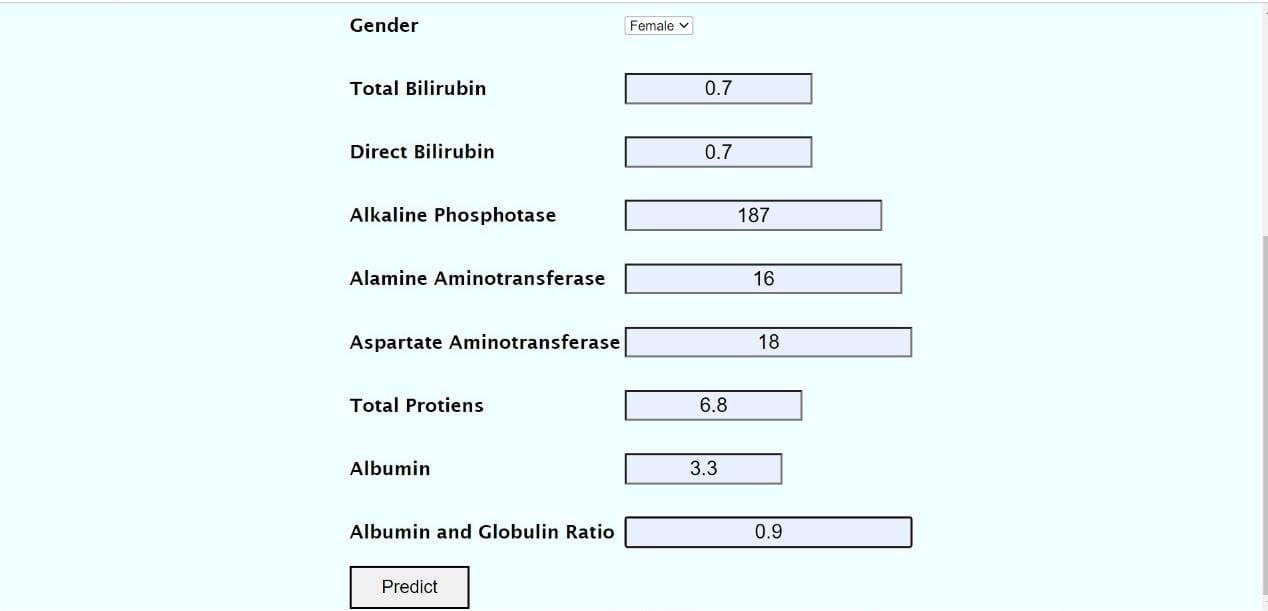 Gender Female
Total Bilirubin 0.7
Direct Bilirubin 0.7
Alkaline Phosphotase 187
Alamine Aminotransferase 16
Aspartate Aminotransferase 18
Total Protiens 6.8
Albumin 3.3
Albumin and Globulin Ratio 0.9
Predict